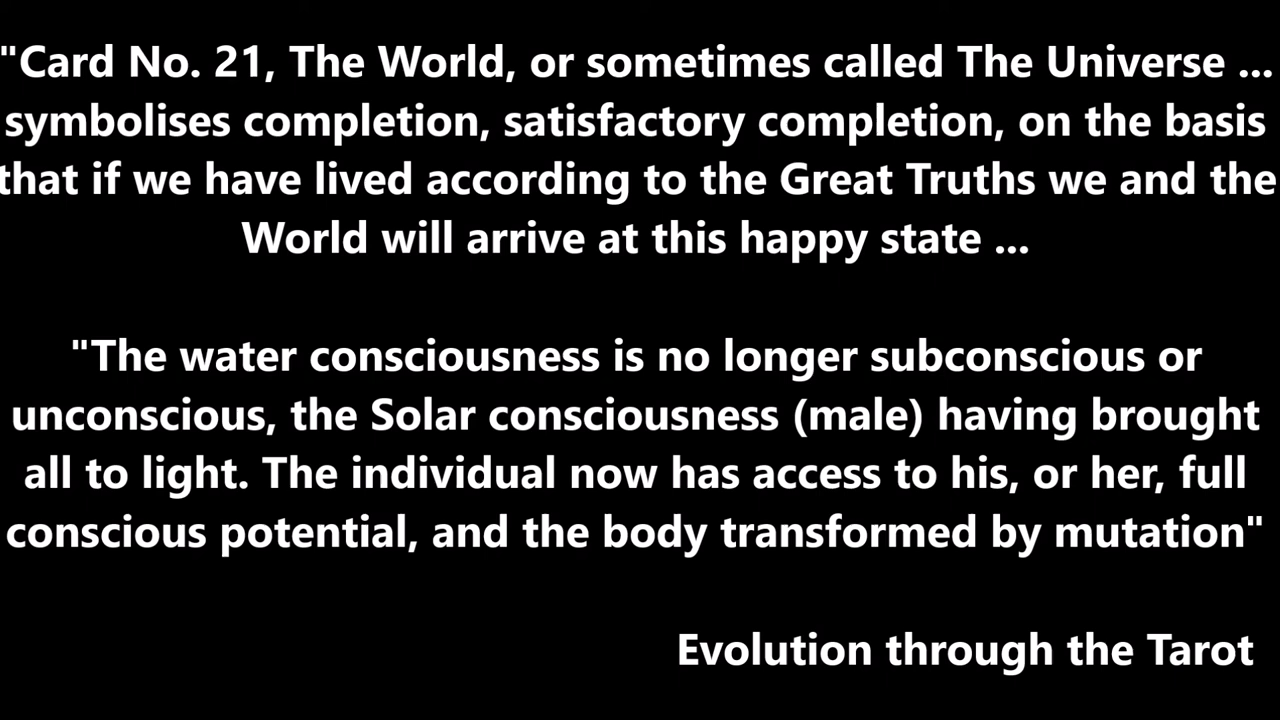 "Card No. 21, The World, or sometimes called The Universe ...
symbolises completion, satisfactory completion, on the basis
that if we have lived according to the Great Truths we and the
World will arrive at this happy state ...
"The water consciousness is no longer subconscious or
unconscious, the Solar consciousness (male) having brought
all to light. The individual now has access to his, or her, full
conscious potential, and the body transformed by mutation"
Evolution through the Tarot